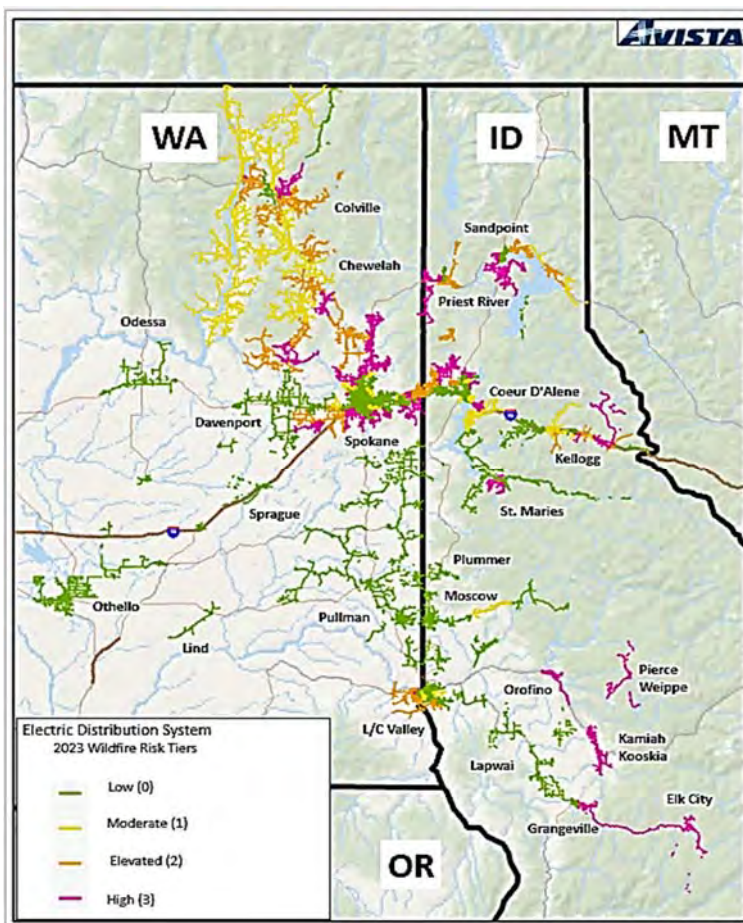 AVISTA
WA
ID
MT
Colville
Sandpoint
Chewelah
Priest River
Odessa
Coeur D'Alene
Davenport
Spokane
Kellogg
Sprague
St. Maries
Plummer
Othello
Moscow
Pullman
Lind
Pierce
Weippe
Orofino
L/C Valley
Kamiah
Kooskia
Lapwai
Elk City
Grangeville
OR
Electric Distribution System
2023 Wildfire Risk Tiers
Low (0)
Moderate (1)
Elevated (2)
High (3)